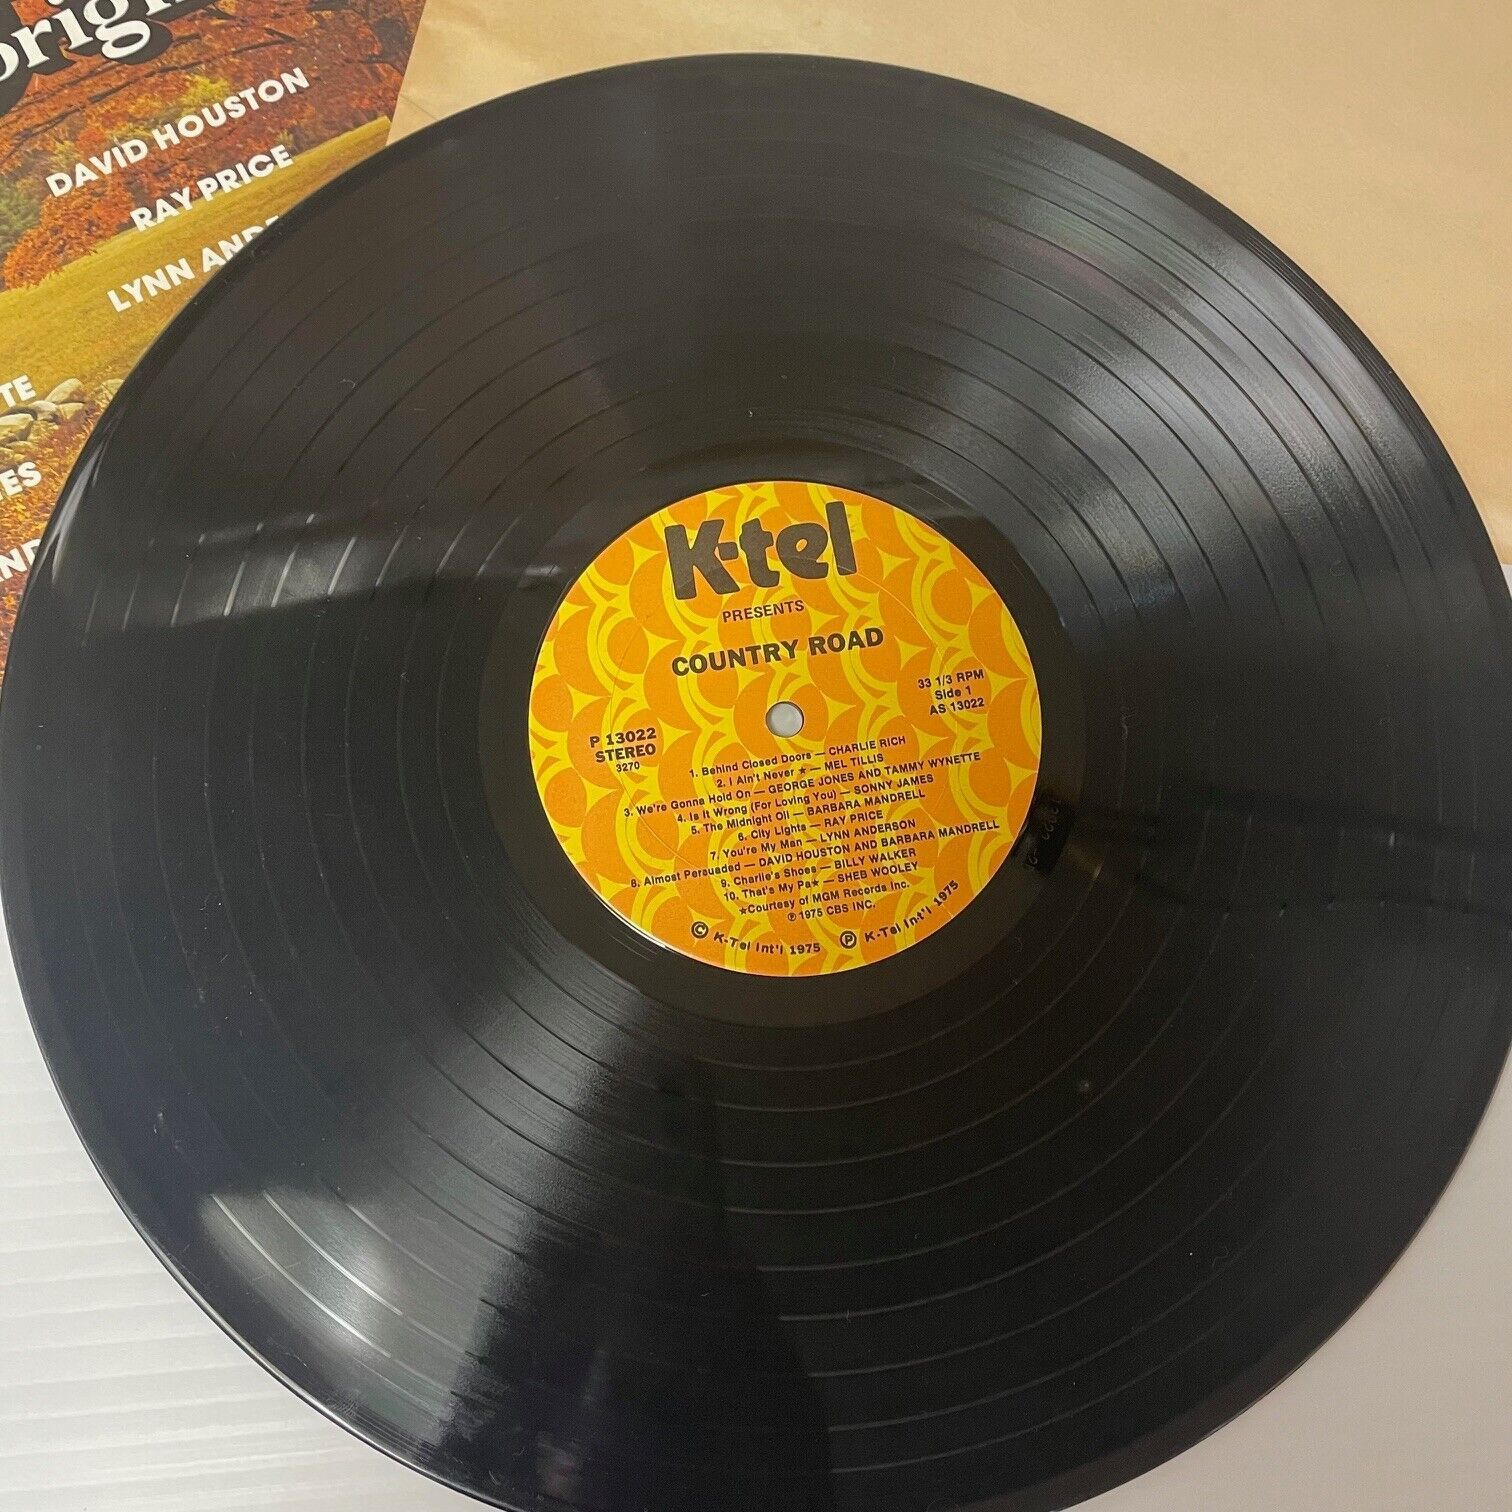 origi
DAVID HOUSTON
RAY PRICE
LYNN ANDE
TE
ES
K-tel
PRESENTS
COUNTRY ROAD
33 1/3 RPM
Side 1
AS 13022
P 13022
STEREO
3270
1. Behind Closed Doors — CHARLIE RICH
2. I Ain't Never ★ — MEL TILLIS
3. We're Gonna Hold On — GEORGE JONES AND TAMMY WYNETTE
4. Is It Wrong (For Loving You) — SONNY JAMES
5. The Midnight Oil — BARBARA MANDRELL
6. City Lights — RAY PRICE
7. You're My Man — LYNN ANDERSON
8. Almost Persuaded — DAVID HOUSTON AND BARBARA MANDRELL
9. Charlie's Shoes — BILLY WALKER
10. That's My Pa★ — SHEB WOOLEY
★Courtesy of MGM Records Inc.
℗ 1975 CBS INC.
© K-Tel Int'l 1975 ℗ K-Tel Int'l 1975